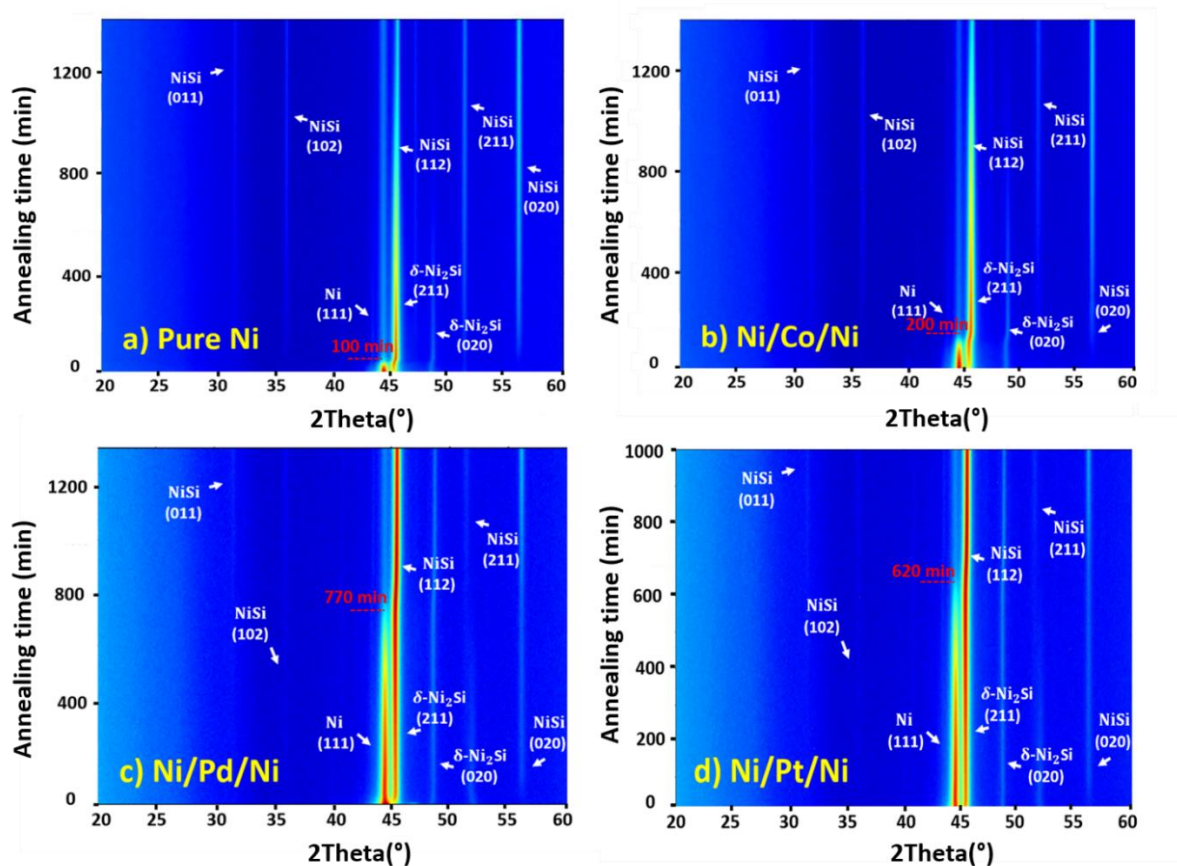 1200
800
400
0
Annealing time (min)
NiSi
(011)
NiSi
(102)
NiSi
(112)
NiSi
(211)
NiSi
(020)
Ni
(111)
δ-Ni₂Si
(211)
δ-Ni₂Si
(020)
100 min
a) Pure Ni
20 25 30 35 40 45 50 55 60
2Theta(°)
1200
800
400
0
Annealing time (min)
NiSi
(011)
NiSi
(102)
NiSi
(112)
NiSi
(211)
Ni
(111)
δ-Ni₂Si
(211)
NiSi
(020)
δ-Ni₂Si
(020)
200 min
b) Ni/Co/Ni
20 25 30 35 40 45 50 55 60
2Theta(°)
1200
800
400
0
Annealing time (min)
NiSi
(011)
NiSi
(211)
NiSi
(112)
770 min
NiSi
(102)
Ni
(111)
δ-Ni₂Si
(211)
NiSi
(020)
δ-Ni₂Si
(020)
c) Ni/Pd/Ni
20 25 30 35 40 45 50 55 60
2Theta(°)
1000
800
600
400
200
0
Annealing time (min)
NiSi
(011)
NiSi
(211)
NiSi
(112)
620 min
NiSi
(102)
Ni
(111)
δ-Ni₂Si
(211)
NiSi
(020)
δ-Ni₂Si
(020)
d) Ni/Pt/Ni
20 25 30 35 40 45 50 55 60
2Theta(°)